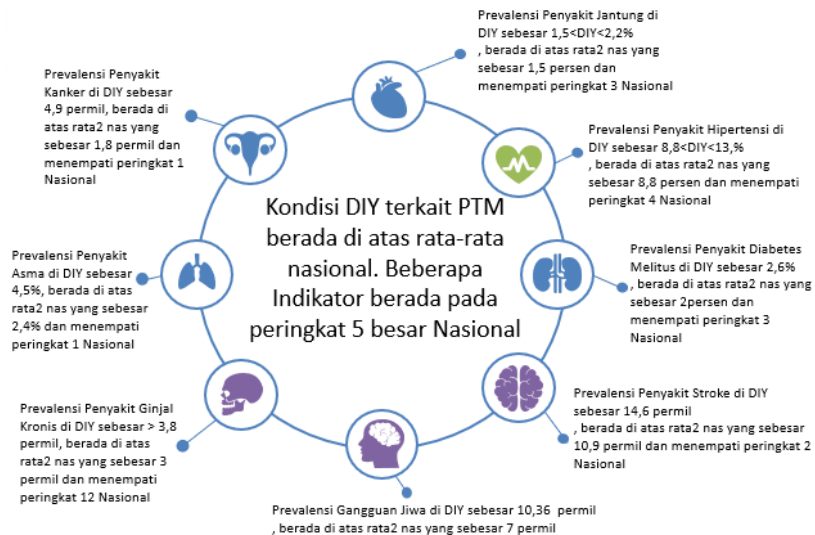 Prevalensi Penyakit Jantung di
DIY sebesar 1,5<DIY<2,2%
, berada di atas rata2 nas yang
sebesar 1,5 persen dan
menempati peringkat 3 Nasional
Prevalensi Penyakit Hipertensi di
DIY sebesar 8,8<DIY<13,%
, berada di atas rata2 nas yang
sebesar 8,8 persen dan menempati
peringkat 4 Nasional
Prevalensi Penyakit Diabetes
Melitus di DIY sebesar 2,6%
, berada di atas rata2 nas yang
sebesar 2persen dan
menempati peringkat 3
Nasional
Prevalensi Penyakit Stroke di DIY
sebesar 14,6 permil
, berada di atas rata2 nas yang sebesar
10,9 permil dan menempati peringkat 2
Nasional
Prevalensi Gangguan Jiwa di DIY sebesar 10,36 permil
, berada di atas rata2 nas yang sebesar 7 permil
Prevalensi Penyakit Ginjal
Kronis di DIY sebesar > 3,8
permil, berada di atas
rata2 nas yang sebesar 3
permil dan menempati
peringkat 12 Nasional
Prevalensi Penyakit
Asma di DIY sebesar
4,5%, berada di atas
rata2 nas yang sebesar
2,4% dan menempati
peringkat 1 Nasional
Prevalensi Penyakit
Kanker di DIY sebesar
4,9 permil, berada di
atas rata2 nas yang
sebesar 1,8 permil dan
menempati peringkat 1
Nasional
Kondisi DIY terkait PTM
berada di atas rata-rata
nasional. Beberapa
Indikator berada pada
peringkat 5 besar Nasional